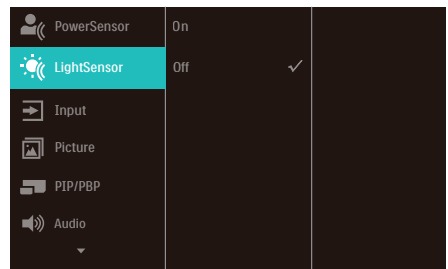 PowerSensor
On
LightSensor
Off
Input
Picture
PIP/PBP
Audio